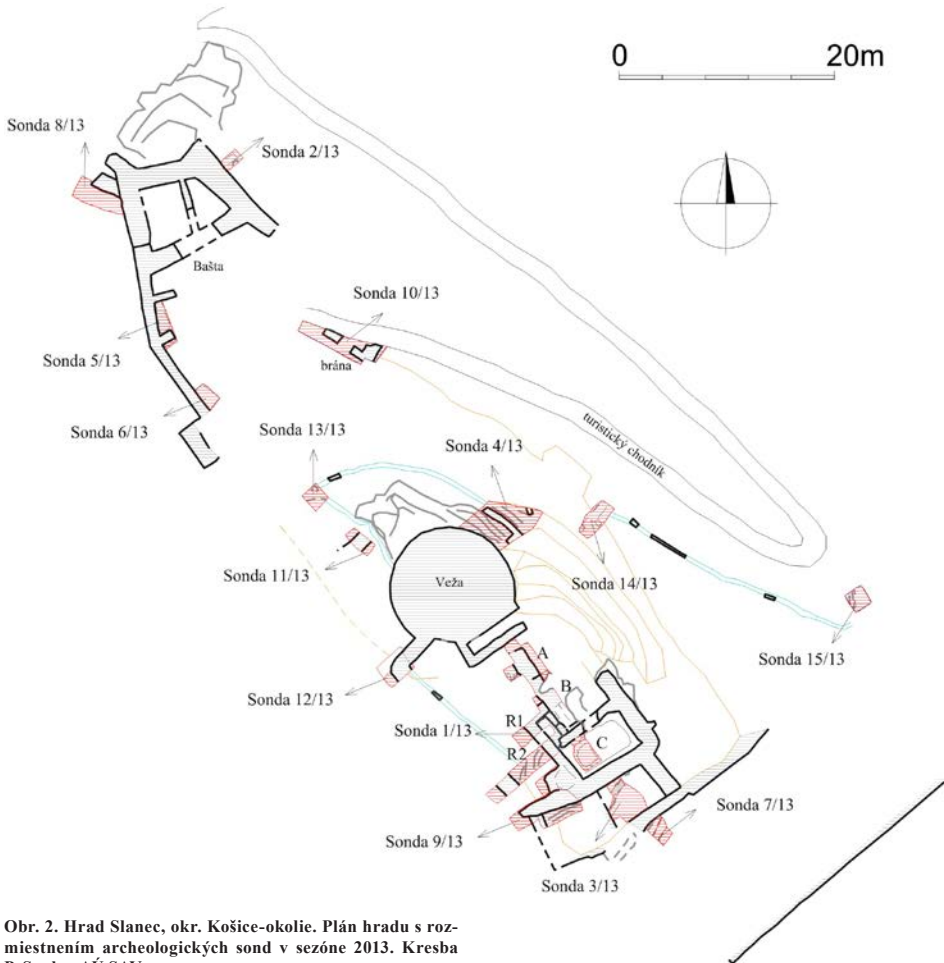 0 20m
Sonda 8/13
Sonda 2/13
Bašta
Sonda 10/13
Sonda 5/13
brána
Sonda 6/13
turistický chodník
Sonda 13/13
Sonda 4/13
Sonda 11/13
Veža
Sonda 14/13
Sonda 15/13
A
Sonda 12/13
B
Sonda 1/13
R1
C
R2
Sonda 7/13
Sonda 9/13
Sonda 3/13
Obr. 2. Hrad Slanec, okr. Košice-okolie. Plán hradu s roz-
miestnením archeologických sond v sezóne 2013. Kresba